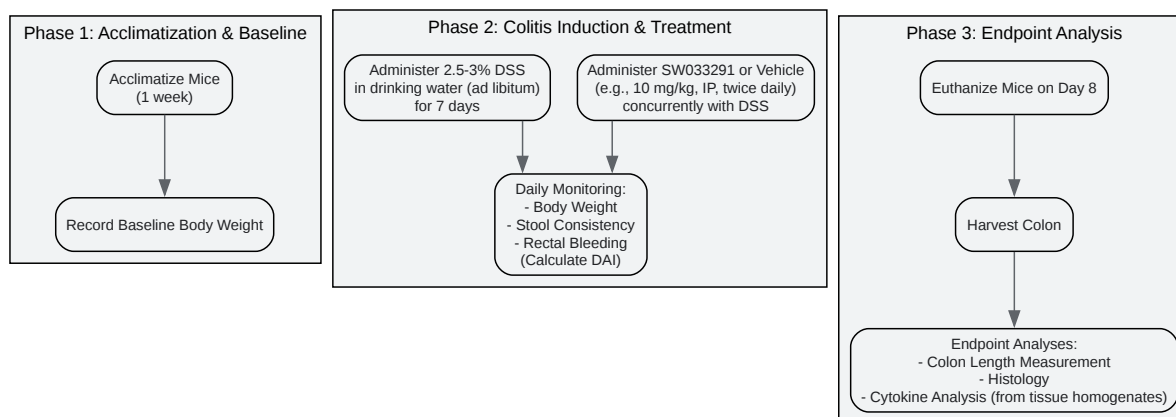 Phase 1: Acclimatization & Baseline
Acclimatize Mice
(1 week)
Record Baseline Body Weight
Phase 2: Colitis Induction & Treatment
Administer 2.5-3% DSS
in drinking water (ad libitum)
for 7 days
Administer SW033291 or Vehicle
(e.g., 10 mg/kg, IP, twice daily)
concurrently with DSS
Daily Monitoring:
- Body Weight
- Stool Consistency
- Rectal Bleeding
(Calculate DAI)
Phase 3: Endpoint Analysis
Euthanize Mice on Day 8
Harvest Colon
Endpoint Analyses:
- Colon Length Measurement
- Histology
- Cytokine Analysis (from tissue homogenates)